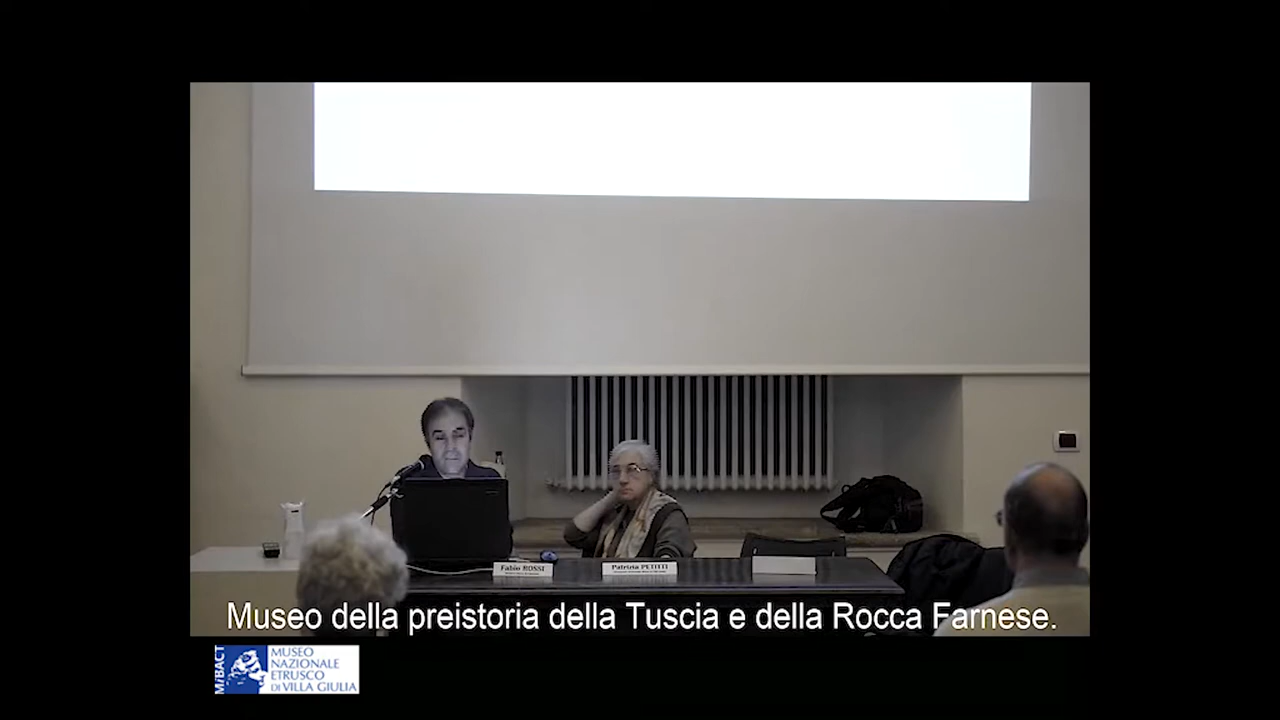 Fabio ROSSI
Patrizia PETITTI
Museo della preistoria della Tuscia e della Rocca Farnese.
MiBACT
MUSEO
NAZIONALE
ETRUSCO
DI VILLA GIULIA